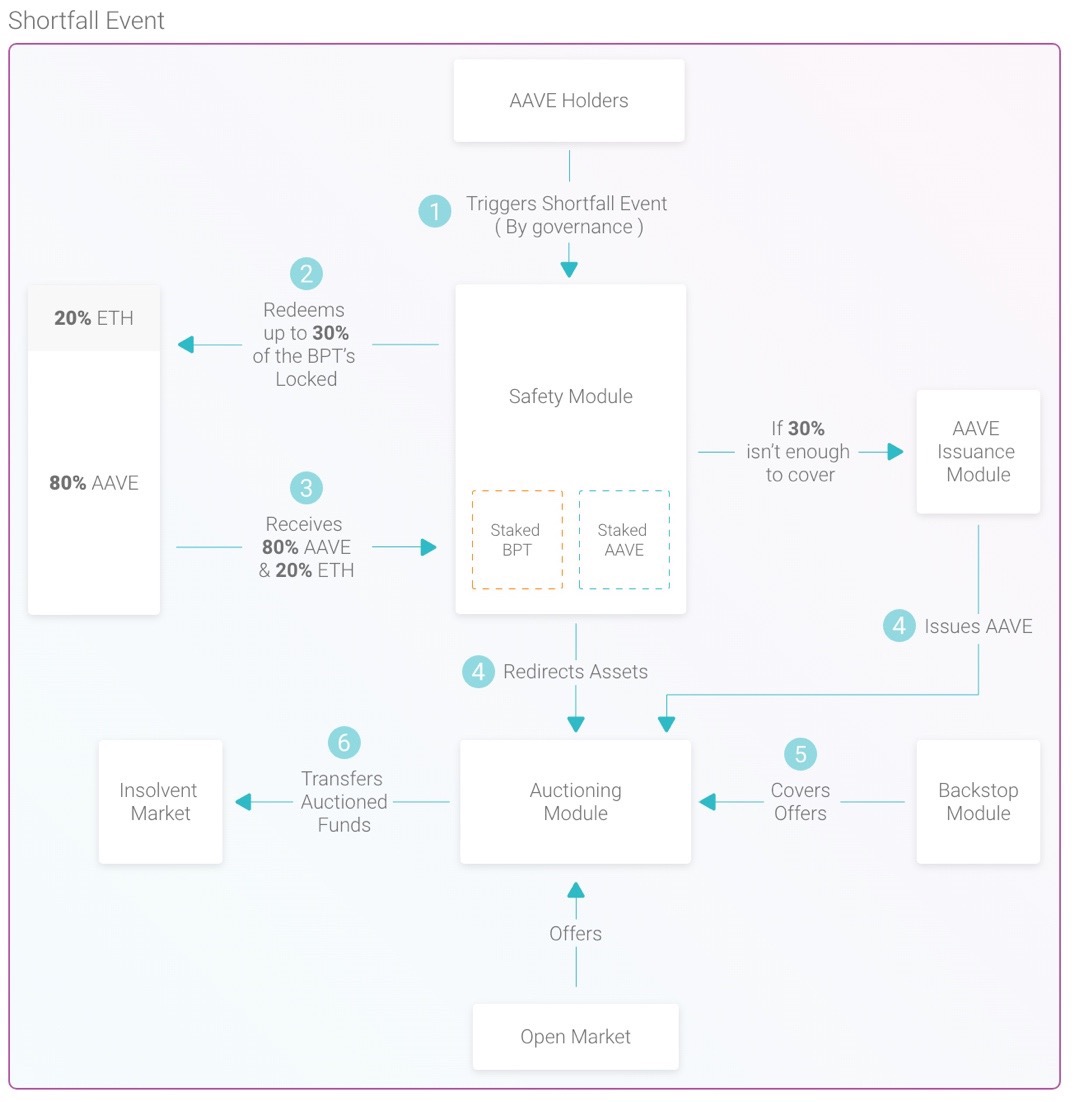 Shortfall Event
AAVE Holders
1
Triggers Shortfall Event
( By governance )
2
Redeems
up to 30%
of the BPT's
Locked
20% ETH
80% AAVE
3
Receives
80% AAVE
& 20% ETH
Safety Module
Staked
BPT
Staked
AAVE
If 30%
isn't enough
to cover
AAVE
Issuance
Module
4 Issues AAVE
4 Redirects Assets
Insolvent
Market
6
Transfers
Auctioned
Funds
Auctioning
Module
5
Covers
Offers
Backstop
Module
Offers
Open Market